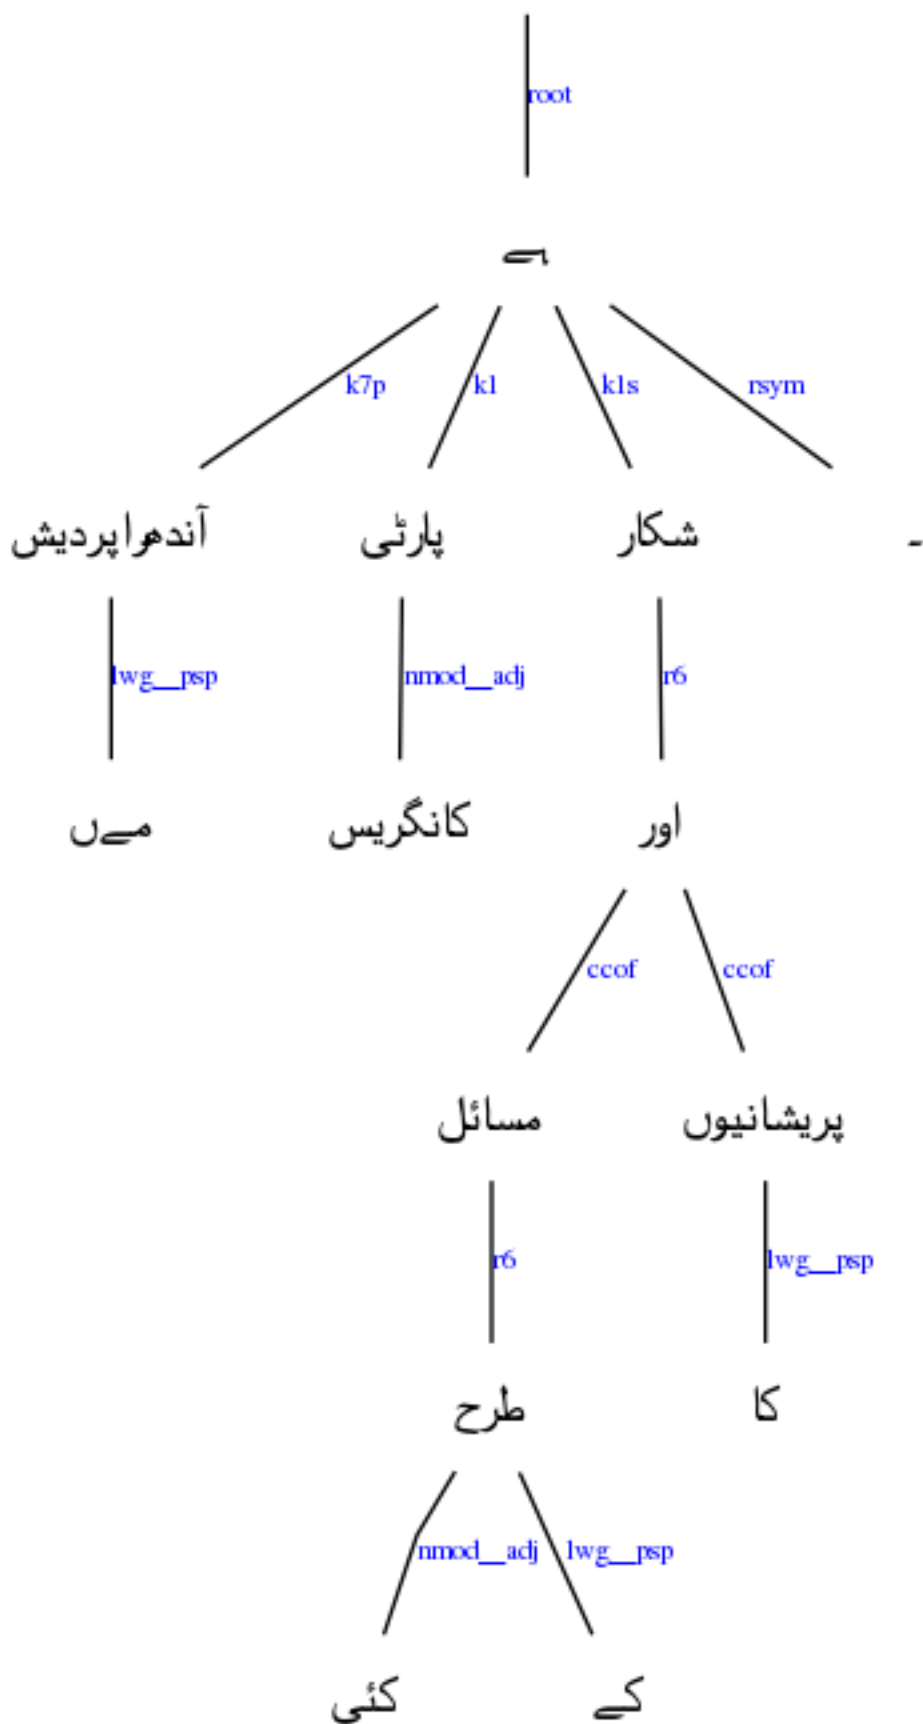 root
ہے
k7p k1 k1s rsym
آندھراپردیش پارٹی شکار ۔
lwg__psp nmod__adj r6
مےں کانگریس اور
ccof ccof
مسائل پریشانیوں
r6 lwg__psp
طرح کا
nmod__adj lwg__psp
کئی کے